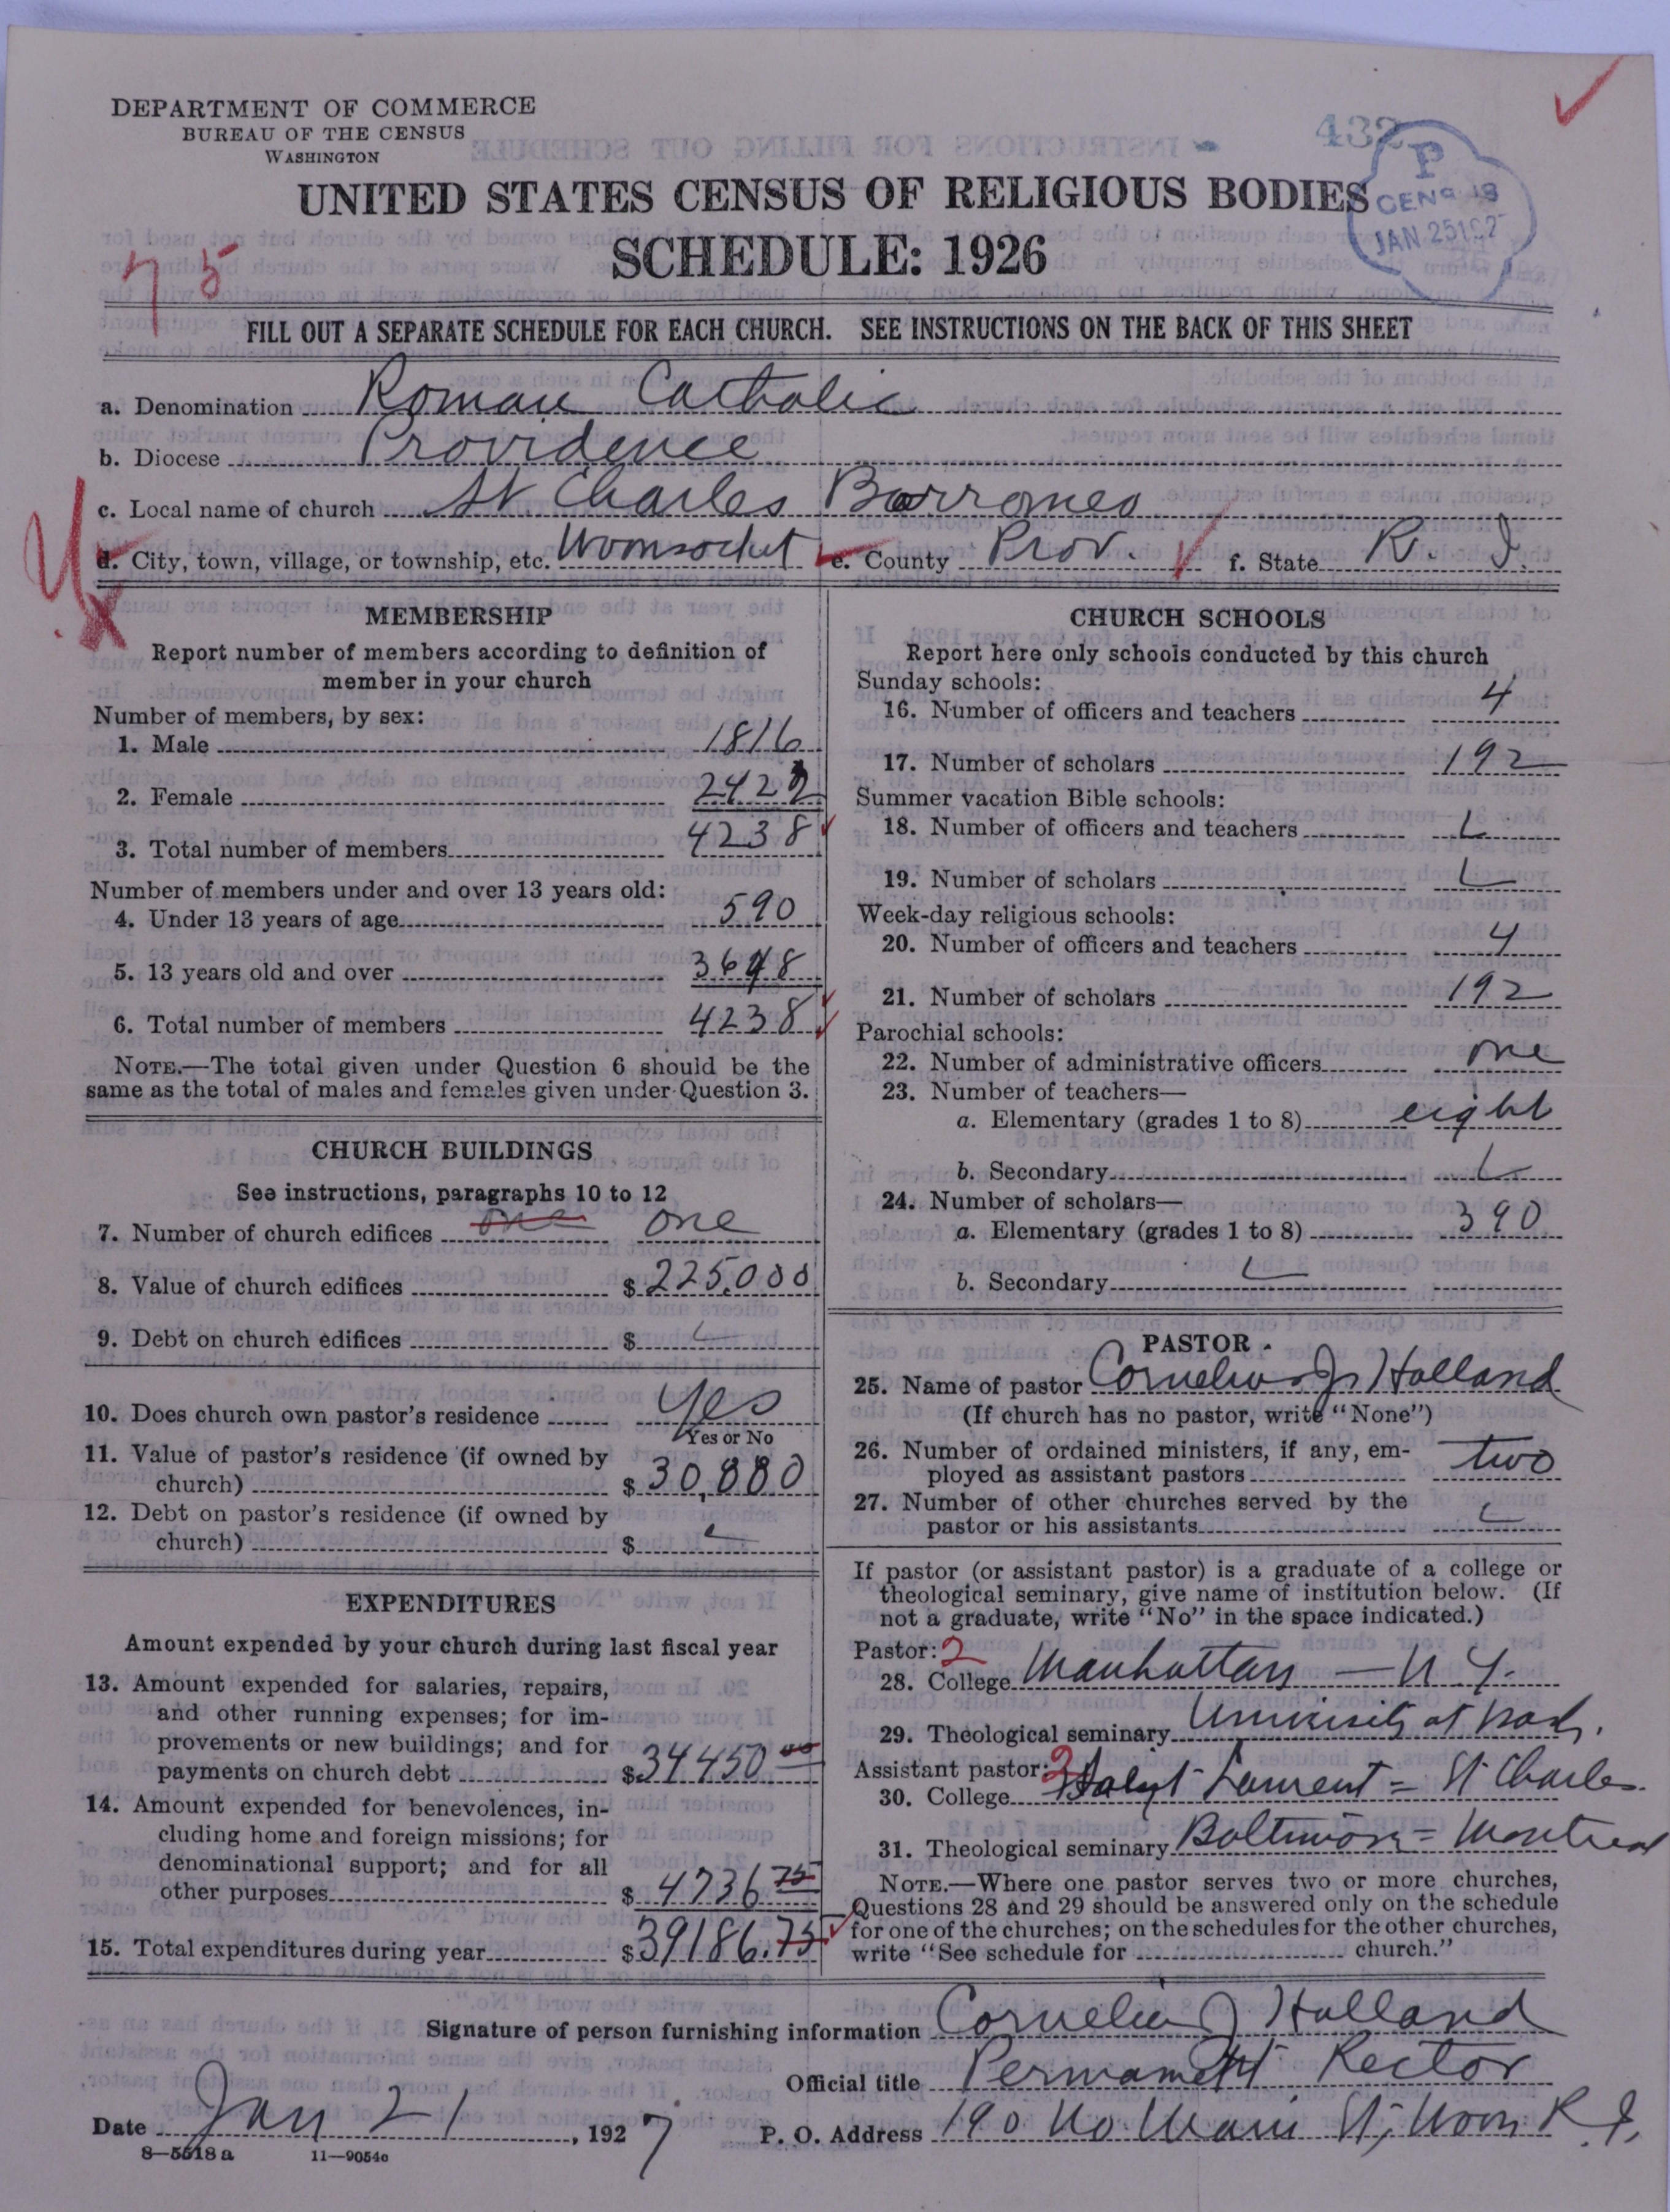 DEPARTMENT OF COMMERCE
BUREAU OF THE CENSUS
WASHINGTON
432
P
CENSUS
JAN 25 192
UNITED STATES CENSUS OF RELIGIOUS BODIES
SCHEDULE: 1926
75
FILL OUT A SEPARATE SCHEDULE FOR EACH CHURCH. SEE INSTRUCTIONS ON THE BACK OF THIS SHEET
a. Denomination Roman Catholic
b. Diocese Providence
c. Local name of church St Charles Borromeo
d. City, town, village, or township, etc. Woonsocket e. County Prov. f. State R. I.
MEMBERSHIP
Report number of members according to definition of
member in your church
Number of members, by sex:
1. Male 1816
2. Female 2422
3. Total number of members 4238
Number of members under and over 13 years old:
4. Under 13 years of age 590
5. 13 years old and over 3648
6. Total number of members 4238
NOTE.—The total given under Question 6 should be the
same as the total of males and females given under Question 3.
CHURCH BUILDINGS
See instructions, paragraphs 10 to 12
7. Number of church edifices one one
8. Value of church edifices $ 225,000
9. Debt on church edifices $
10. Does church own pastor's residence Yes
Yes or No
11. Value of pastor's residence (if owned by
church) $ 30,000
12. Debt on pastor's residence (if owned by
church) $
EXPENDITURES
Amount expended by your church during last fiscal year
13. Amount expended for salaries, repairs,
and other running expenses; for im-
provements or new buildings; and for
payments on church debt $ 34450 00
14. Amount expended for benevolences, in-
cluding home and foreign missions; for
denominational support; and for all
other purposes $ 4736 75
15. Total expenditures during year $ 39186.75
CHURCH SCHOOLS
Report here only schools conducted by this church
Sunday schools:
16. Number of officers and teachers 4
17. Number of scholars 192
Summer vacation Bible schools:
18. Number of officers and teachers
19. Number of scholars
Week-day religious schools:
20. Number of officers and teachers 4
21. Number of scholars 192
Parochial schools:
22. Number of administrative officers one
23. Number of teachers—
a. Elementary (grades 1 to 8) eight
b. Secondary
24. Number of scholars—
a. Elementary (grades 1 to 8) 390
b. Secondary
PASTOR
25. Name of pastor Cornelius J. Holland
(If church has no pastor, write "None")
26. Number of ordained ministers, if any, em-
ployed as assistant pastors two
27. Number of other churches served by the
pastor or his assistants
If pastor (or assistant pastor) is a graduate of a college or
theological seminary, give name of institution below. (If
not a graduate, write "No" in the space indicated.)
Pastor: 2
28. College Manhattan — N. Y.
29. Theological seminary University of Wash.
Assistant pastor: 2
30. College Laurent = St Charles
31. Theological seminary Baltimore = Montreal
NOTE.—Where one pastor serves two or more churches,
Questions 28 and 29 should be answered only on the schedule
for one of the churches; on the schedules for the other churches,
write "See schedule for church."
Signature of person furnishing information Cornelius J Holland
Official title Permanent Rector
Date Jan 21, 1927 P. O. Address 190 No Main St, Woon. R. I.
8—5518 a 11—9054c